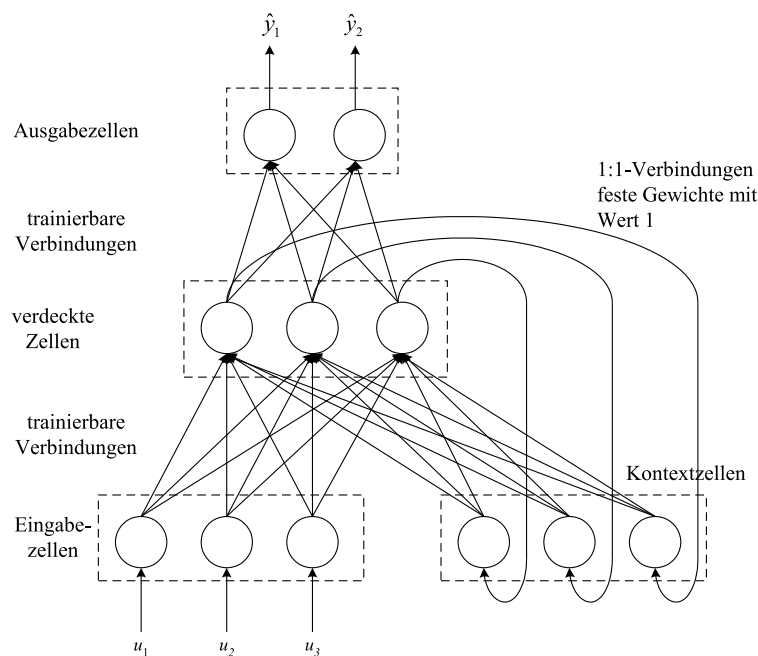 ŷ₁ ŷ₂
Ausgabezellen
1:1-Verbindungen
feste Gewichte mit
Wert 1
trainierbare
Verbindungen
verdeckte
Zellen
trainierbare
Verbindungen
Kontextzellen
Eingabe-
zellen
u₁ u₂ u₃